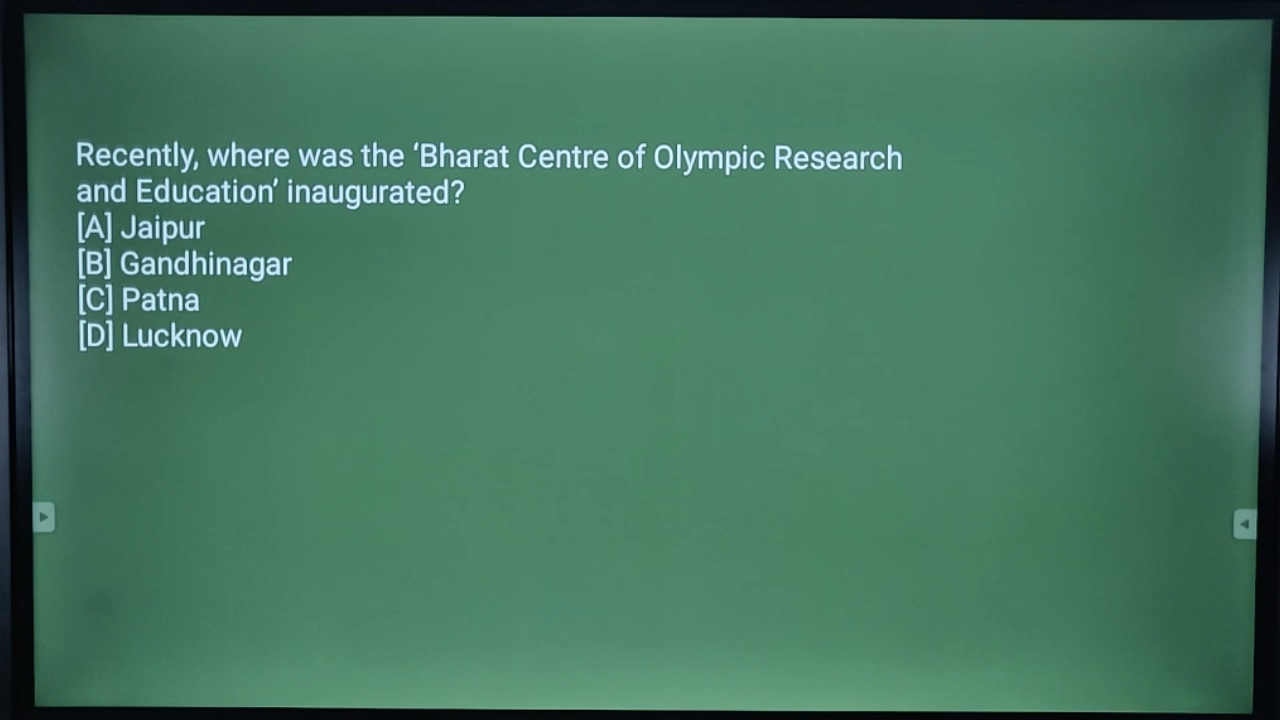 Recently, where was the ‘Bharat Centre of Olympic Research
and Education’ inaugurated?
[A] Jaipur
[B] Gandhinagar
[C] Patna
[D] Lucknow